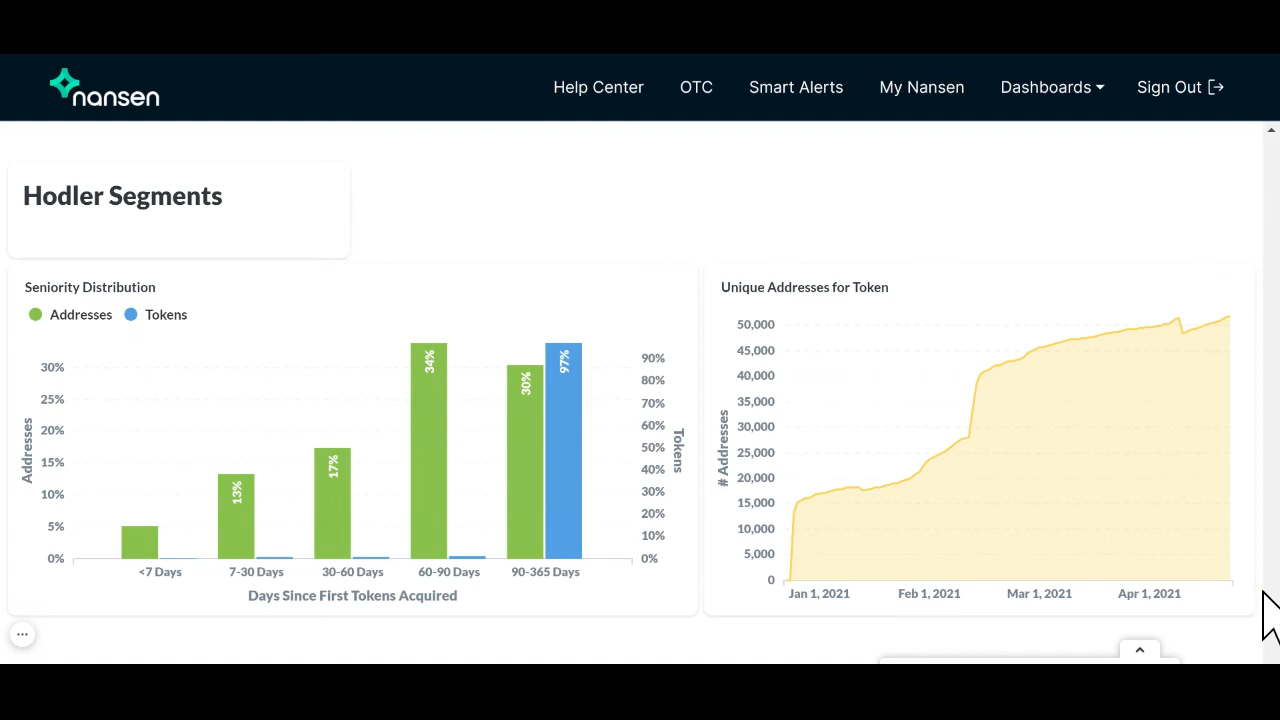 nansen
Help Center OTC Smart Alerts My Nansen Dashboards Sign Out
Hodler Segments
Seniority Distribution
Addresses Tokens
30%
25%
20%
15%
10%
5%
0%
Addresses
13%
17%
34%
30%
97%
90%
80%
70%
60%
50%
40%
30%
20%
10%
0%
Tokens
<7 Days 7-30 Days 30-60 Days 60-90 Days 90-365 Days
Days Since First Tokens Acquired
Unique Addresses for Token
50,000
45,000
40,000
35,000
30,000
25,000
20,000
15,000
10,000
5,000
0
# Addresses
Jan 1, 2021 Feb 1, 2021 Mar 1, 2021 Apr 1, 2021